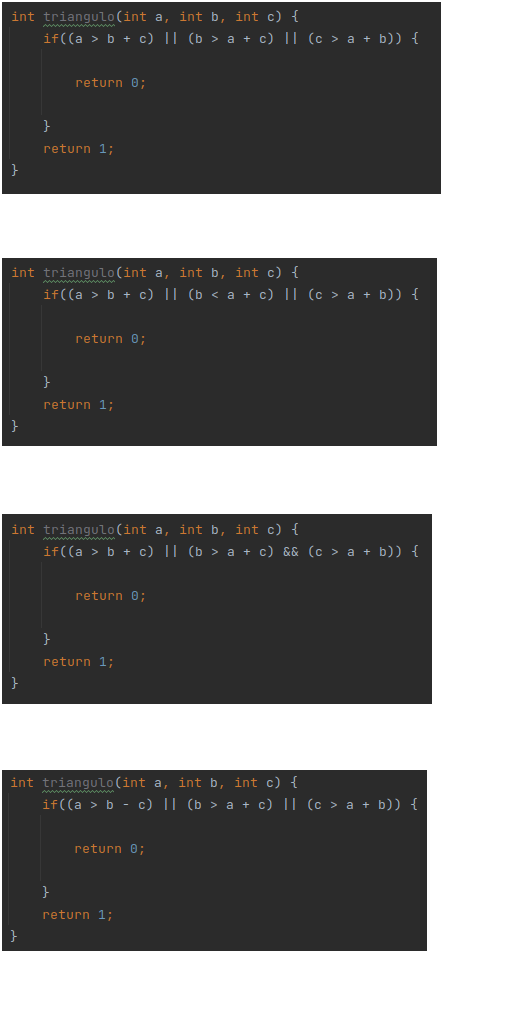 int triangulo(int a, int b, int c) {
if((a > b + c) || (b > a + c) || (c > a + b)) {
return 0;
}
return 1;
}
int triangulo(int a, int b, int c) {
if((a > b + c) || (b < a + c) || (c > a + b)) {
return 0;
}
return 1;
}
int triangulo(int a, int b, int c) {
if((a > b + c) || (b > a + c) && (c > a + b)) {
return 0;
}
return 1;
}
int triangulo(int a, int b, int c) {
if((a > b - c) || (b > a + c) || (c > a + b)) {
return 0;
}
return 1;
}